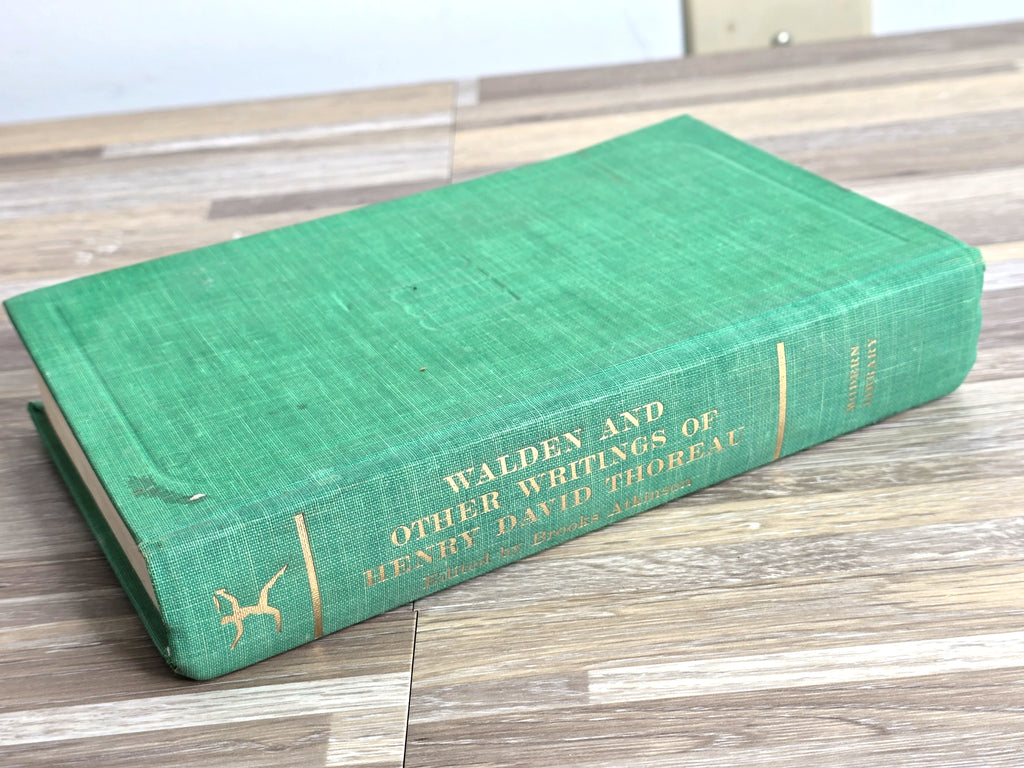 WALDEN AND
OTHER WRITINGS OF
HENRY DAVID THOREAU
Edited by Brooks Atkinson
MODERN
LIBRARY